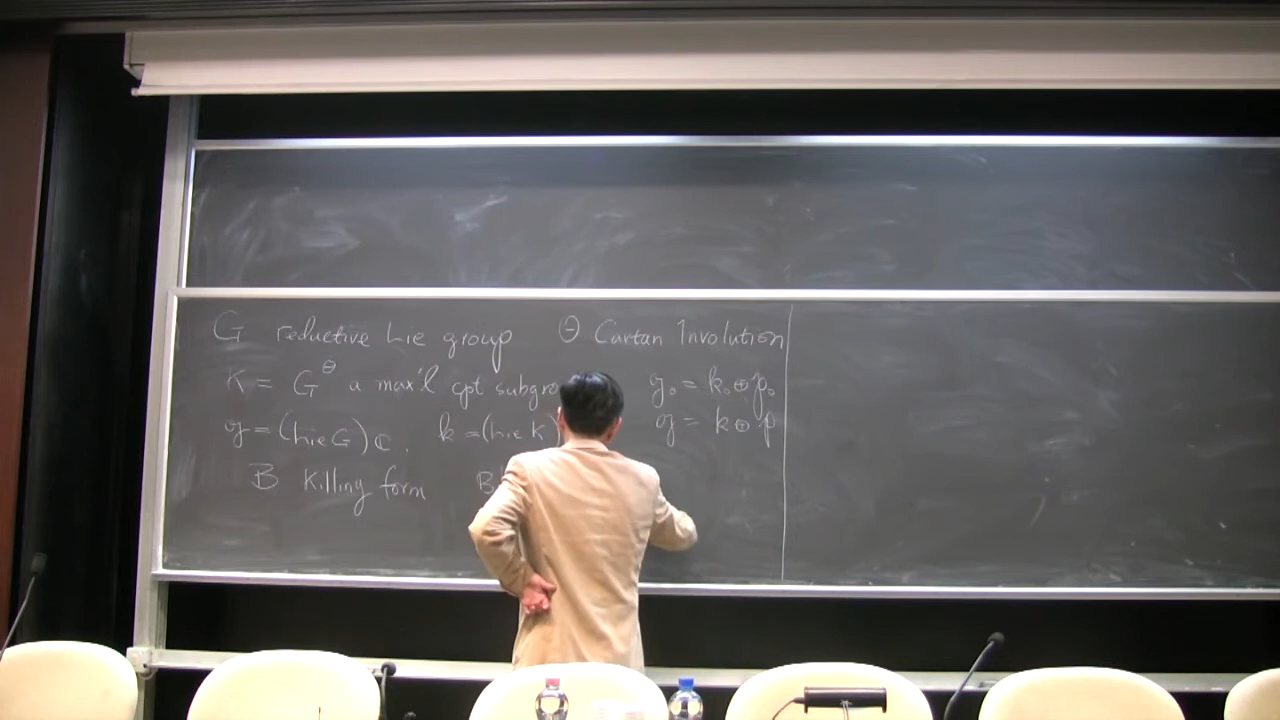 G reductive Lie group Θ Cartan Involution
K = G^Θ a max'l cpt subgro
g₀ = k₀ ⊕ p₀
g = (Lie G)_ℂ. k = (Lie K)
g = k ⊕ p
B Killing form B